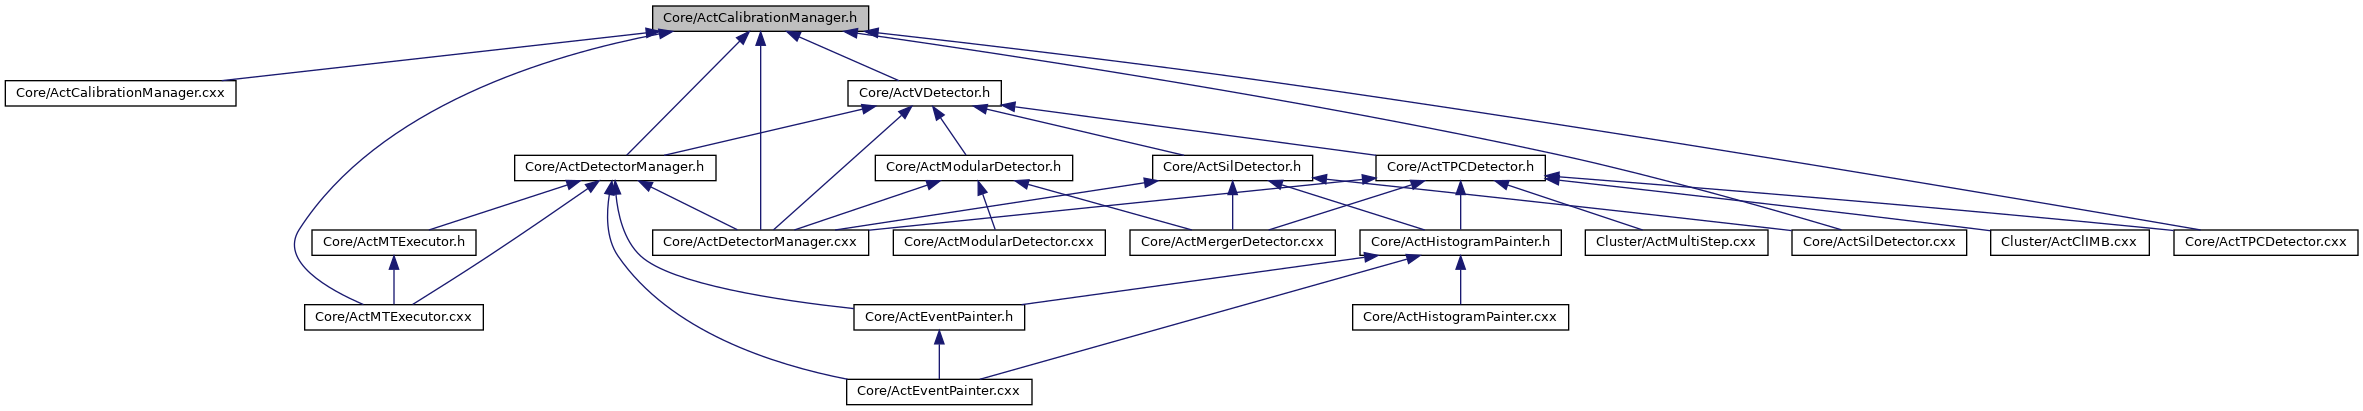 Core/ActCalibrationManager.h
Core/ActCalibrationManager.cxx
Core/ActVDetector.h
Core/ActDetectorManager.h
Core/ActModularDetector.h
Core/ActSilDetector.h
Core/ActTPCDetector.h
Core/ActMTExecutor.h
Core/ActDetectorManager.cxx
Core/ActModularDetector.cxx
Core/ActMergerDetector.cxx
Core/ActHistogramPainter.h
Cluster/ActMultiStep.cxx
Core/ActSilDetector.cxx
Cluster/ActClIMB.cxx
Core/ActTPCDetector.cxx
Core/ActMTExecutor.cxx
Core/ActEventPainter.h
Core/ActHistogramPainter.cxx
Core/ActEventPainter.cxx